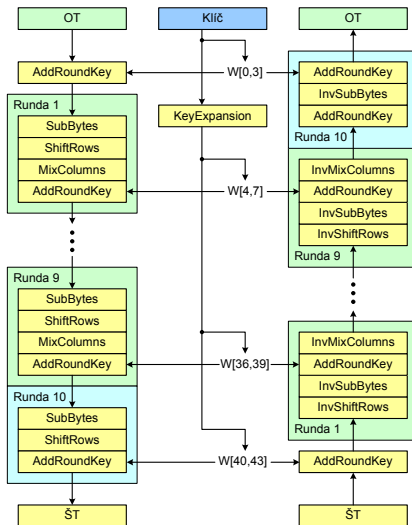 OT
Klíč
OT
AddRoundKey
W[0,3]
AddRoundKey
InvSubBytes
AddRoundKey
Runda 10
Runda 1
SubBytes
ShiftRows
MixColumns
AddRoundKey
KeyExpansion
W[4,7]
InvMixColumns
AddRoundKey
InvSubBytes
InvShiftRows
Runda 9
Runda 9
SubBytes
ShiftRows
MixColumns
AddRoundKey
W[36,39]
InvMixColumns
AddRoundKey
InvSubBytes
InvShiftRows
Runda 1
Runda 10
SubBytes
ShiftRows
AddRoundKey
W[40,43]
AddRoundKey
ŠT
ŠT